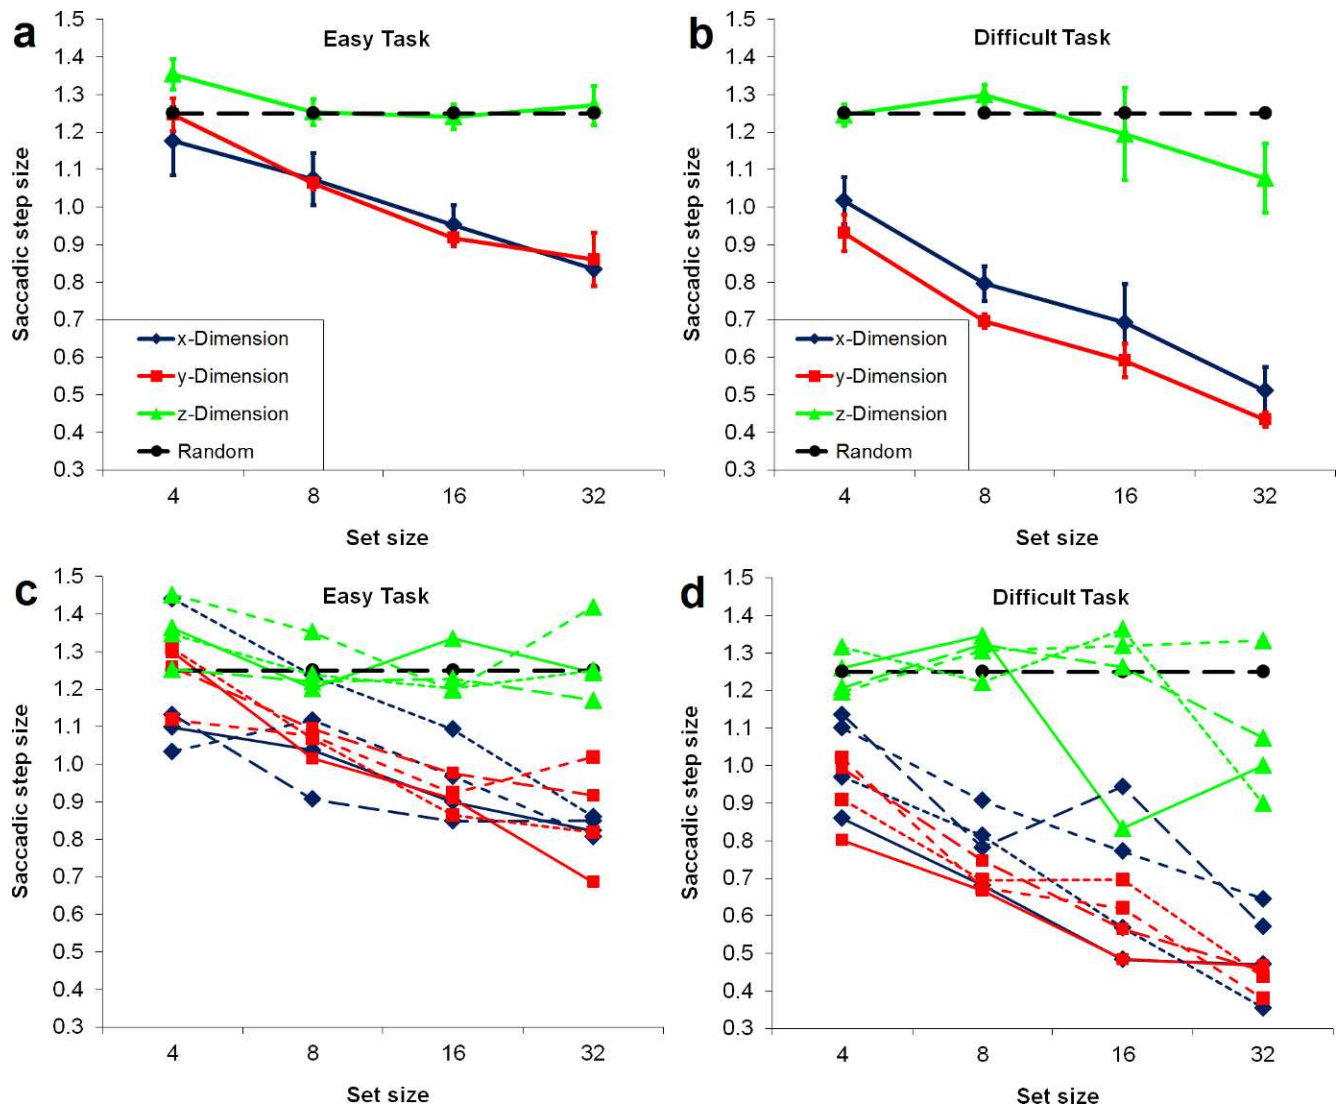 a
Easy Task
Saccadic step size
1.5
1.4
1.3
1.2
1.1
1.0
0.9
0.8
0.7
0.6
0.5
0.4
0.3
x-Dimension
y-Dimension
z-Dimension
Random
4 8 16 32
Set size
b
Difficult Task
Saccadic step size
1.5
1.4
1.3
1.2
1.1
1.0
0.9
0.8
0.7
0.6
0.5
0.4
0.3
x-Dimension
y-Dimension
z-Dimension
Random
4 8 16 32
Set size
c
Easy Task
Saccadic step size
1.5
1.4
1.3
1.2
1.1
1.0
0.9
0.8
0.7
0.6
0.5
0.4
0.3
4 8 16 32
Set size
d
Difficult Task
Saccadic step size
1.5
1.4
1.3
1.2
1.1
1.0
0.9
0.8
0.7
0.6
0.5
0.4
0.3
4 8 16 32
Set size